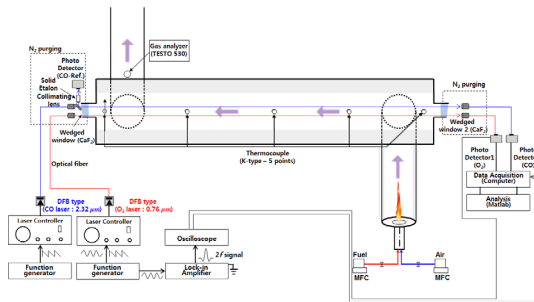 N₂ purging
Photo
Detector
(CO-Ref.)
Solid
Etalon
Collimating
lens
Wedged
window (CaF₂)
Optical fiber
Gas analyzer
(TESTO 530)
N₂ purging
Wedged
window 2 (CaF₂)
Thermocouple
(K-type – 5 points)
Photo
Detector1
(O₂)
Photo
Data Acquisition
(Computer)
Analysis
(Matlab)
DFB type
(CO laser : 2.32 μm)
DFB type
(O₂ laser : 0.76 μm)
Laser Controller
Laser Controller
Function
generator
Function
generator
Oscilloscope
2f signal
Lock-in
Amplifier
Fuel
MFC
Air
MFC